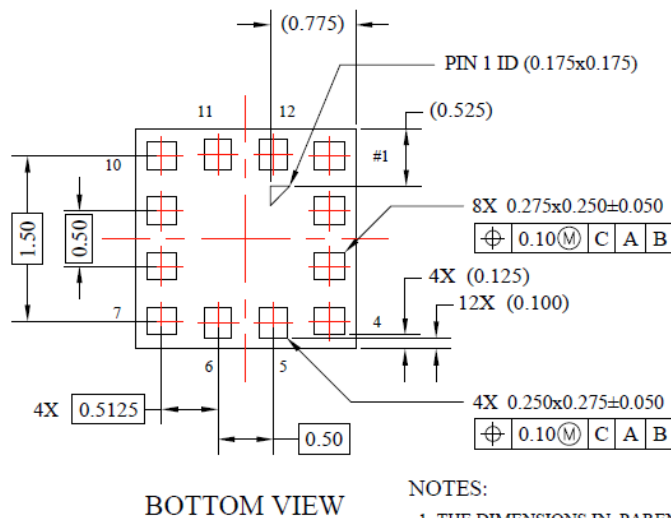 (0.775)
PIN 1 ID (0.175x0.175)
11 12
(0.525)
10
#1
8X 0.275x0.250±0.050
⌖ 0.10Ⓜ C A B
1.50
0.50
4X (0.125)
12X (0.100)
7
4
6 5
4X 0.5125
0.50
4X 0.250x0.275±0.050
⌖ 0.10Ⓜ C A B
BOTTOM VIEW
NOTES: